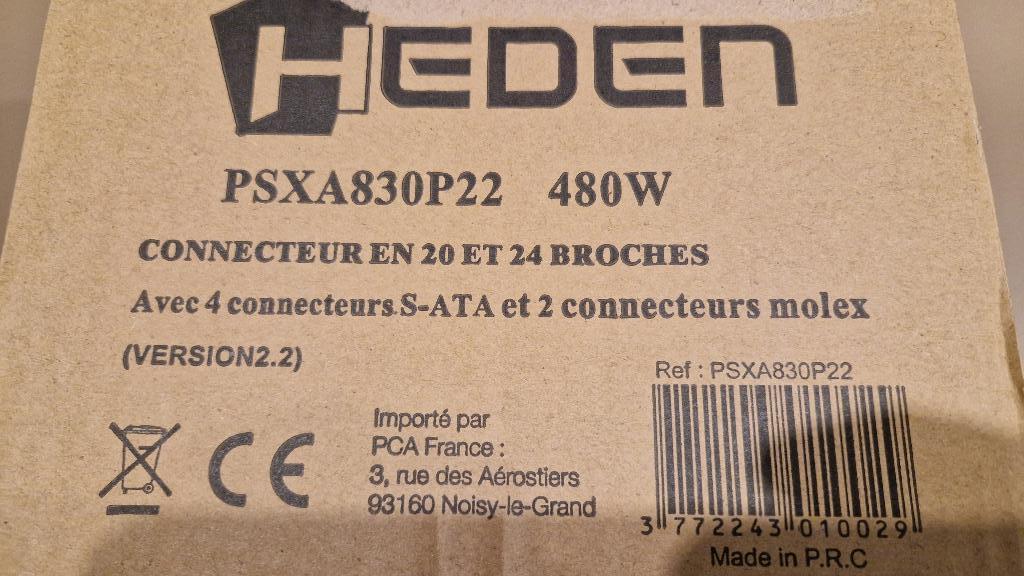 HEDEN
PSXA830P22 480W
CONNECTEUR EN 20 ET 24 BROCHES
Avec 4 connecteurs S-ATA et 2 connecteurs molex
(VERSION2.2)
Ref : PSXA830P22
CE
Importé par
PCA France :
3, rue des Aérostiers
93160 Noisy-le-Grand
3 772243 010029
Made in P.R.C